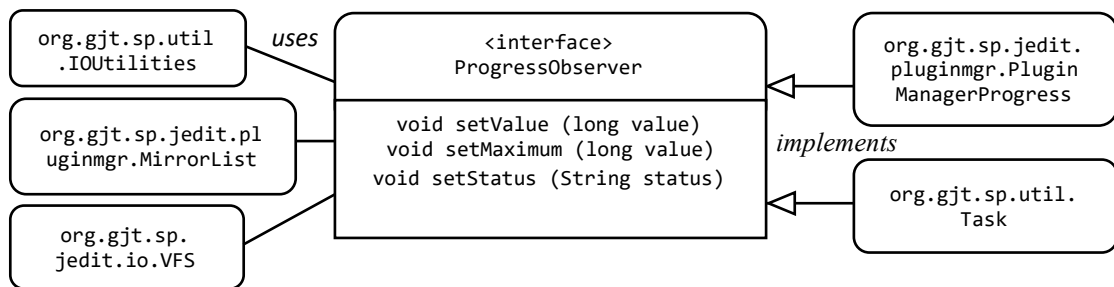 org.gjt.sp.util
.IOUtilities
uses
org.gjt.sp.jedit.pl
uginmgr.MirrorList
org.gjt.sp.
jedit.io.VFS
<interface>
ProgressObserver
void setValue (long value)
void setMaximum (long value)
void setStatus (String status)
implements
org.gjt.sp.jedit.
pluginmgr.Plugin
ManagerProgress
org.gjt.sp.util.
Task